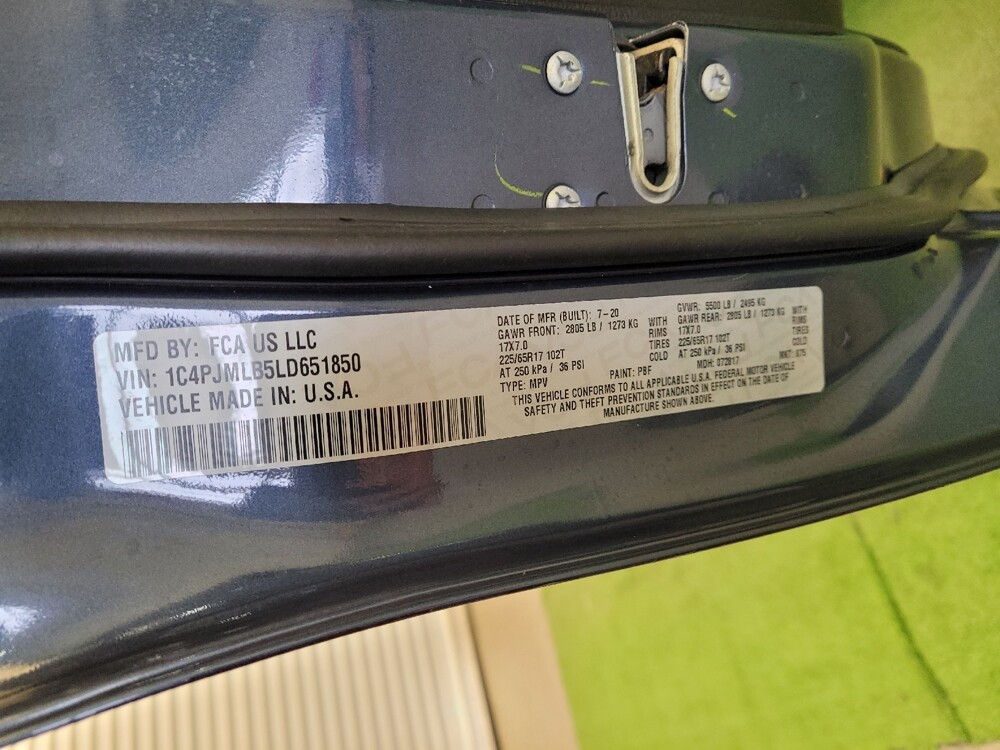 MFD BY: FCA US LLC
VIN: 1C4PJMLB5LD651850
VEHICLE MADE IN: U.S.A.
DATE OF MFR (BUILT): 7-20
GAWR FRONT: 2805 LB / 1273 KG WITH
17X7.0 RIMS
225/65R17 102T TIRES
AT 250 kPa / 36 PSI COLD
TYPE: MPV
GVWR: 5500 LB / 2495 KG
GAWR REAR: 2805 LB / 1273 KG WITH
17X7.0 RIMS
225/65R17 102T TIRES
AT 250 kPa / 36 PSI COLD
PAINT: PBF MDH: 072817 MKT: 875
THIS VEHICLE CONFORMS TO ALL APPLICABLE U.S.A. FEDERAL MOTOR VEHICLE
SAFETY AND THEFT PREVENTION STANDARDS IN EFFECT ON THE DATE OF
MANUFACTURE SHOWN ABOVE.